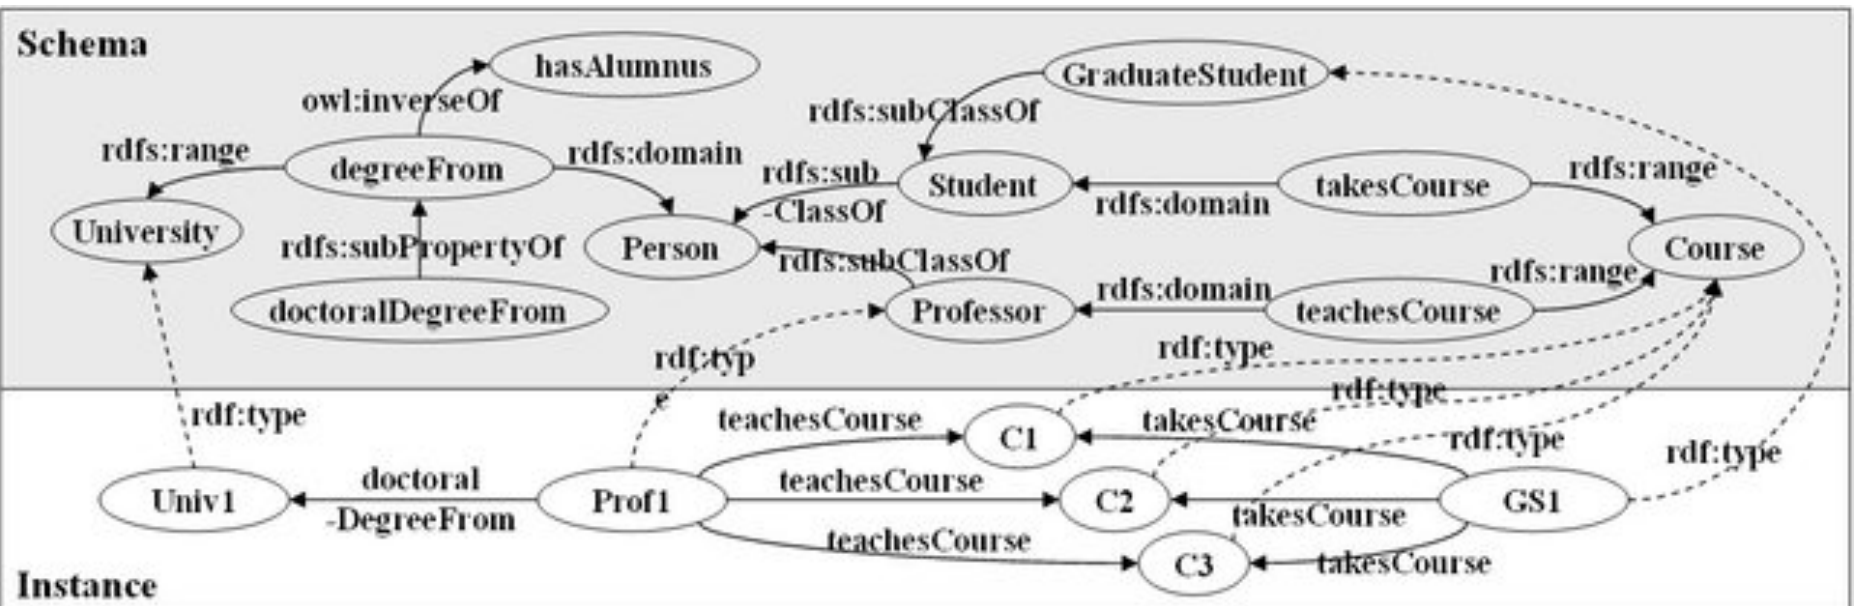 Schema
hasAlumnus
GraduateStudent
owl:inverseOf
rdfs:subClassOf
rdfs:range
degreeFrom
rdfs:domain
rdfs:sub
-ClassOf
Student
takesCourse
rdfs:range
rdfs:domain
University
rdfs:subPropertyOf
Person
rdfs:subClassOf
Course
rdfs:range
doctoralDegreeFrom
Professor
rdfs:domain
teachesCourse
rdf:typ
e
rdf:type
rdf:type
rdf:type
teachesCourse
C1
takesCourse
rdf:type
rdf:type
Univ1
doctoral
-DegreeFrom
Prof1
teachesCourse
C2
takesCourse
GS1
teachesCourse
C3
takesCourse
Instance